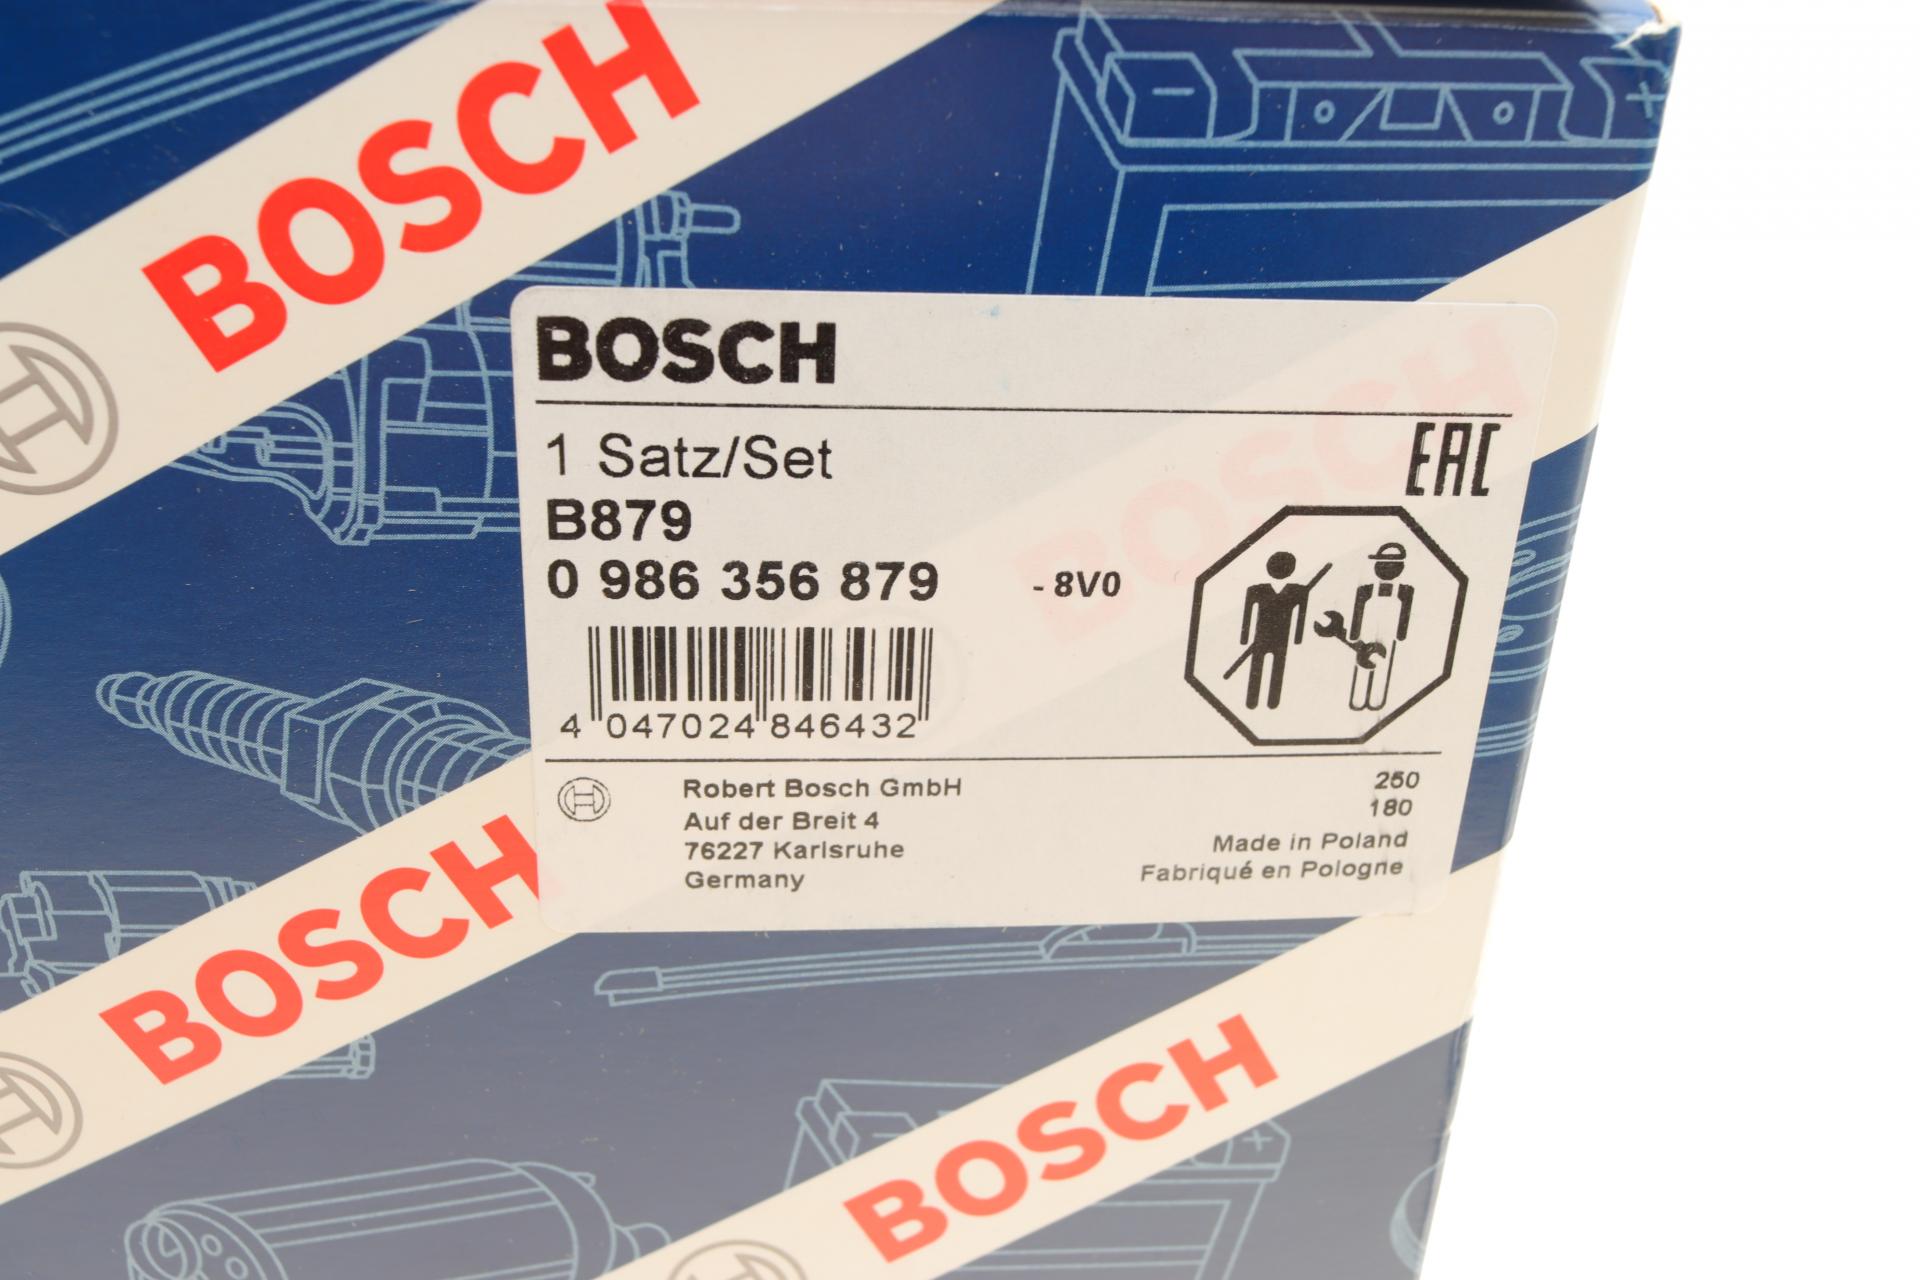 BOSCH
BOSCH
1 Satz/Set
EAC
B879
0 986 356 879 - 8V0
4 047024 846432
Robert Bosch GmbH
Auf der Breit 4
76227 Karlsruhe
Germany
180
Made in Poland
Fabriqué en Pologne
BOSCH
BOSCH
BOSCH